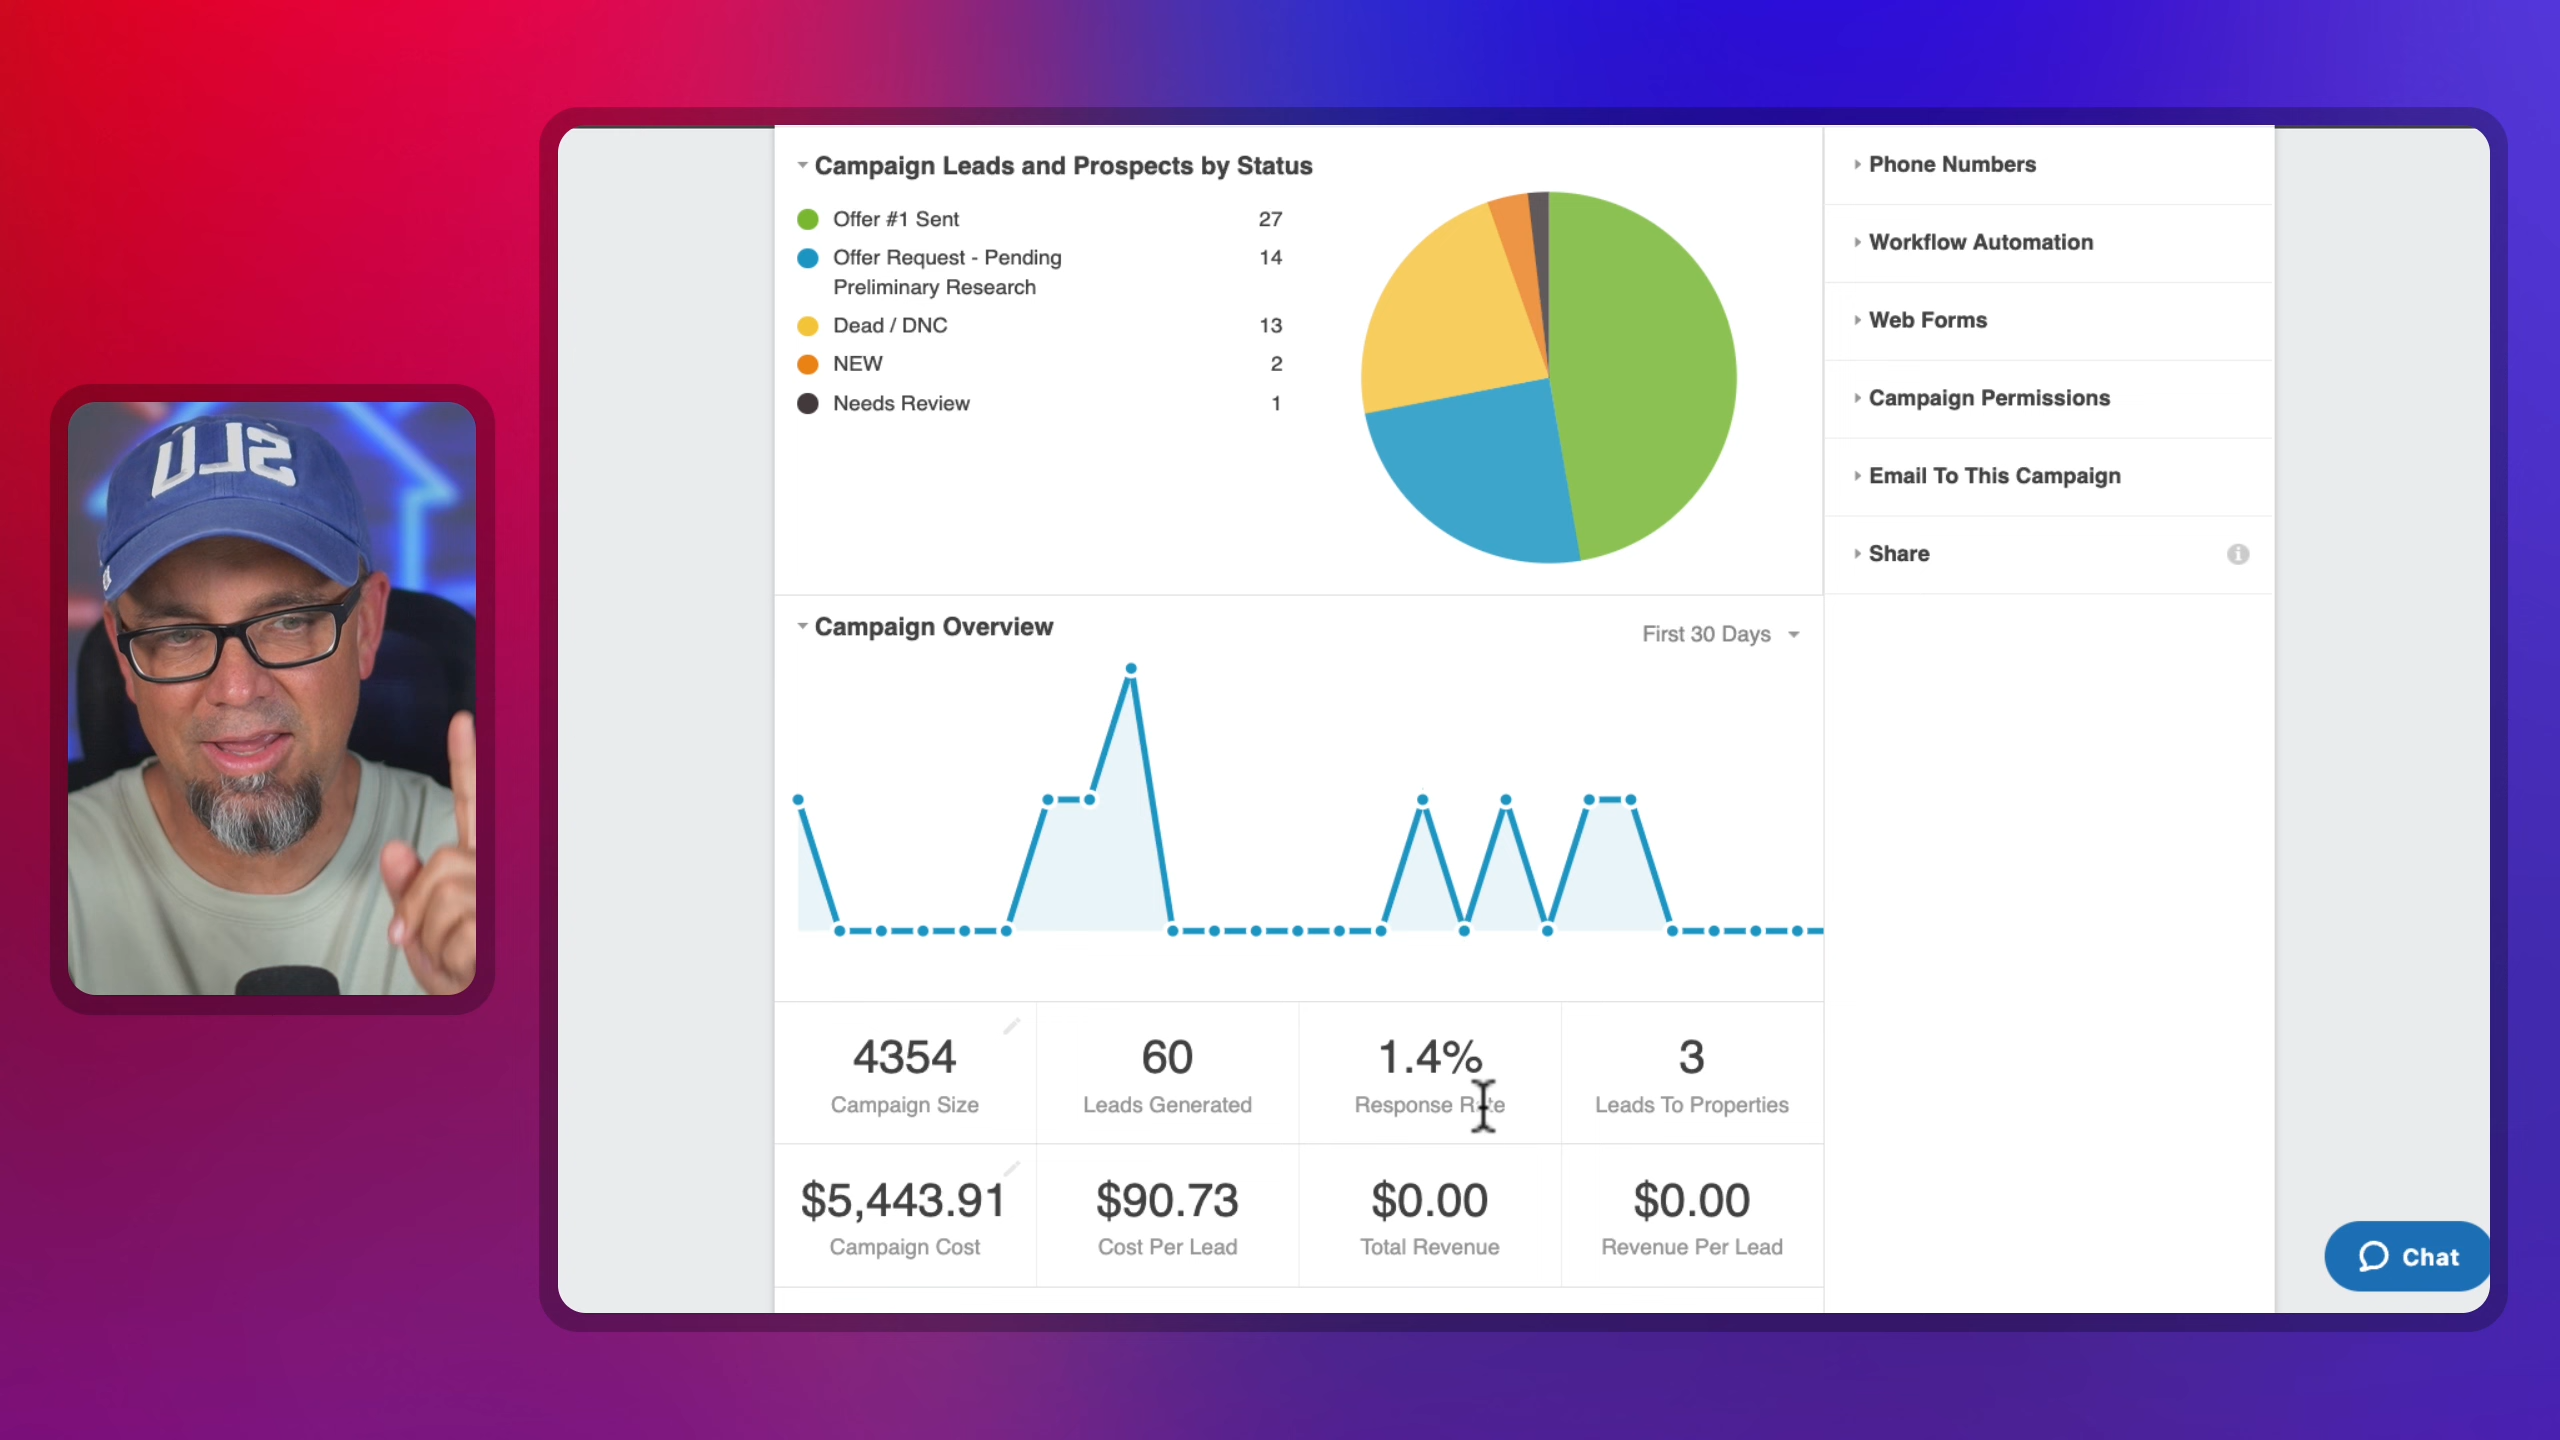 SLU
Campaign Leads and Prospects by Status
Offer #1 Sent 27
Offer Request - Pending 14
Preliminary Research
Dead / DNC 13
NEW 2
Needs Review 1
Phone Numbers
Workflow Automation
Web Forms
Campaign Permissions
Email To This Campaign
Share
Campaign Overview
First 30 Days
4354
Campaign Size
60
Leads Generated
1.4%
Response Rate
3
Leads To Properties
$5,443.91
Campaign Cost
$90.73
Cost Per Lead
$0.00
Total Revenue
$0.00
Revenue Per Lead
Chat